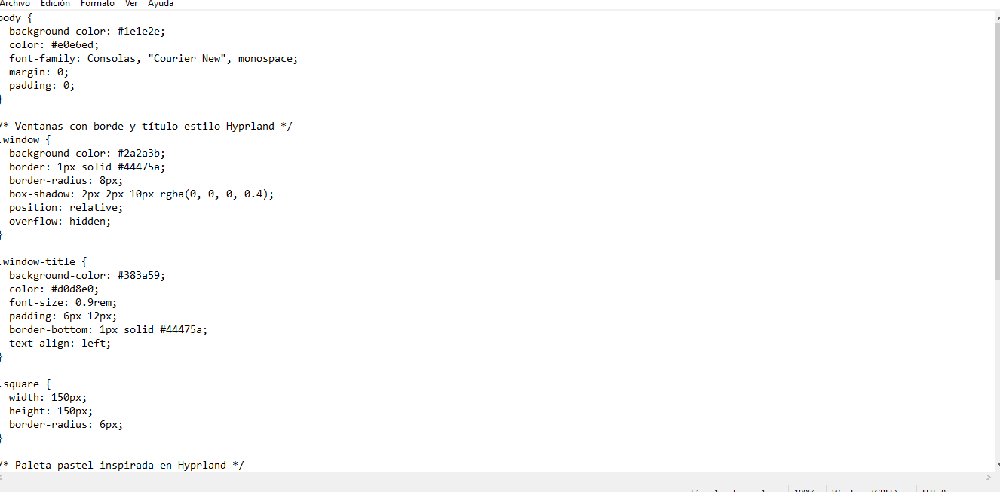 Archivo Edición Formato Ver Ayuda
body {
  background-color: #1e1e2e;
  color: #e0e6ed;
  font-family: Consolas, "Courier New", monospace;
  margin: 0;
  padding: 0;
}
/* Ventanas con borde y título estilo Hyprland */
.window {
  background-color: #2a2a3b;
  border: 1px solid #44475a;
  border-radius: 8px;
  box-shadow: 2px 2px 10px rgba(0, 0, 0, 0.4);
  position: relative;
  overflow: hidden;
}
.window-title {
  background-color: #383a59;
  color: #d0d8e0;
  font-size: 0.9rem;
  padding: 6px 12px;
  border-bottom: 1px solid #44475a;
  text-align: left;
}
.square {
  width: 150px;
  height: 150px;
  border-radius: 6px;
}
/* Paleta pastel inspirada en Hyprland */
100% Windows (CRLF) UTF-8